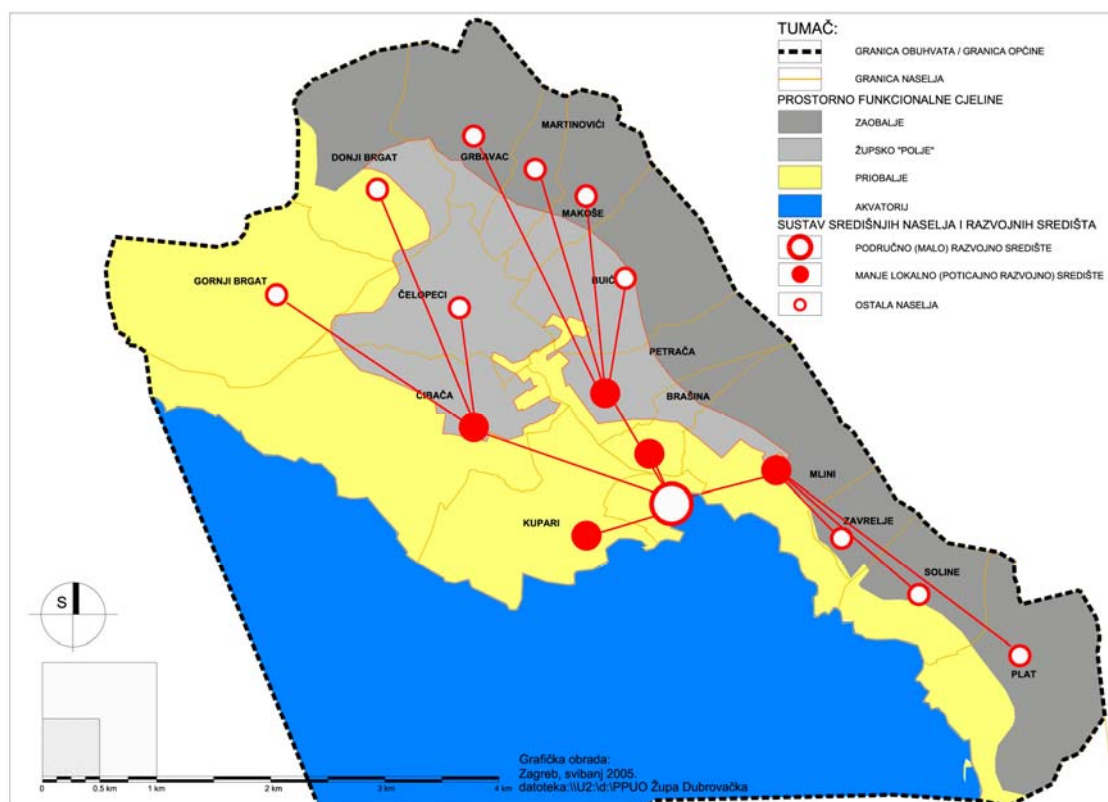 TUMAČ:
GRANICA OBUHVATA / GRANICA OPĆINE
GRANICA NASELJA
PROSTORNO FUNKCIONALNE CJELINE
ZAOBALJE
ŽUPSKO "POLJE"
PRIOBALJE
AKVATORIJ
SUSTAV SREDIŠNJIH NASELJA I RAZVOJNIH SREDIŠTA
PODRUČNO (MALO) RAZVOJNO SREDIŠTE
MANJE LOKALNO (POTICAJNO RAZVOJNO) SREDIŠTE
OSTALA NASELJA
MARTINOVIĆI
DONJI BRGAT
GRBAVAC
MAKOŠE
GORNJI BRGAT
ČELOPECI
BUIĆI
PETRAČA
ČIBAČA
BRAŠINA
MLINI
KUPARI
ZAVRELJE
SOLINE
PLAT
S
0
0.5 km
1 km
2 km
3 km
4 km
Grafička obrada:
Zagreb, svibanj 2005.
datoteka:\\U2:\d:\PPUO Župa Dubrovačka